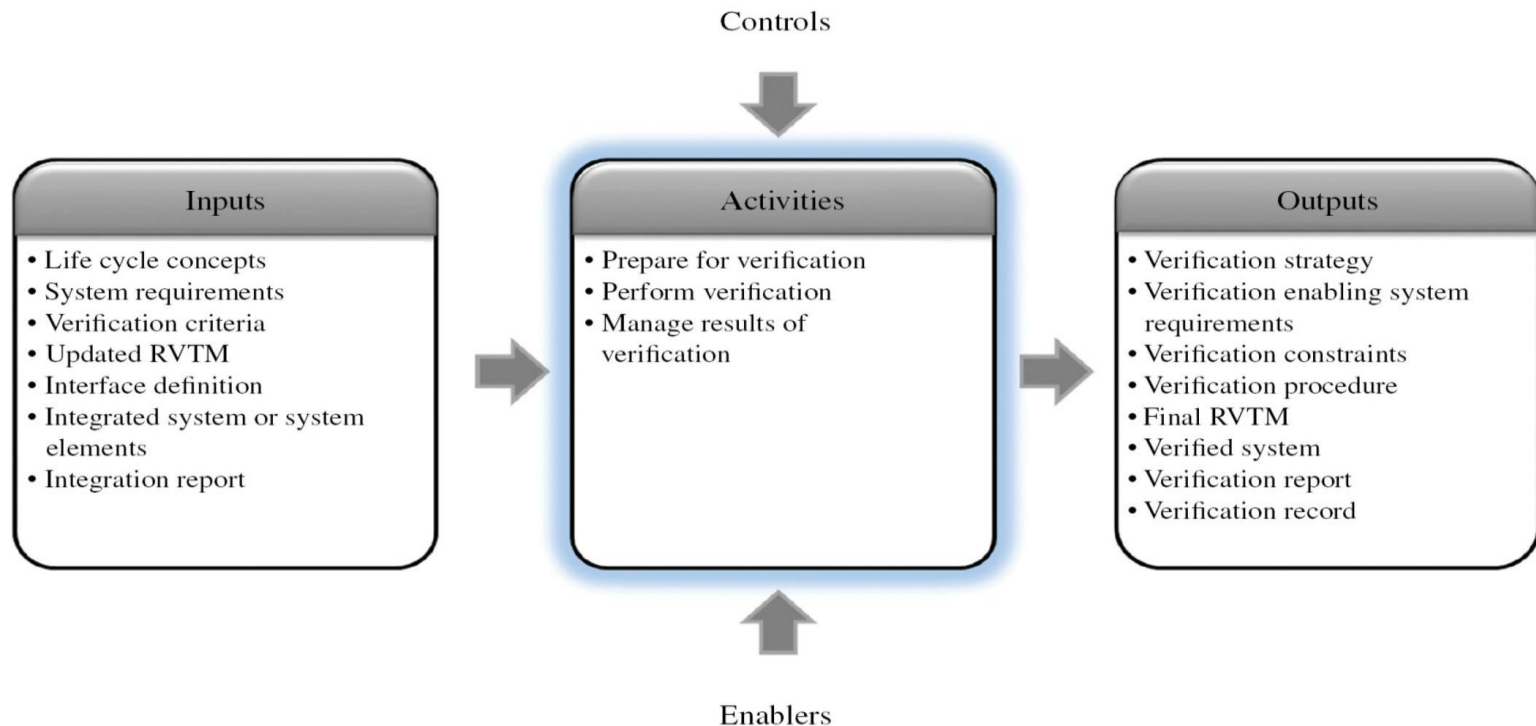 Controls
Inputs
• Life cycle concepts
• System requirements
• Verification criteria
• Updated RVTM
• Interface definition
• Integrated system or system
elements
• Integration report
Activities
• Prepare for verification
• Perform verification
• Manage results of
verification
Outputs
• Verification strategy
• Verification enabling system
requirements
• Verification constraints
• Verification procedure
• Final RVTM
• Verified system
• Verification report
• Verification record
Enablers